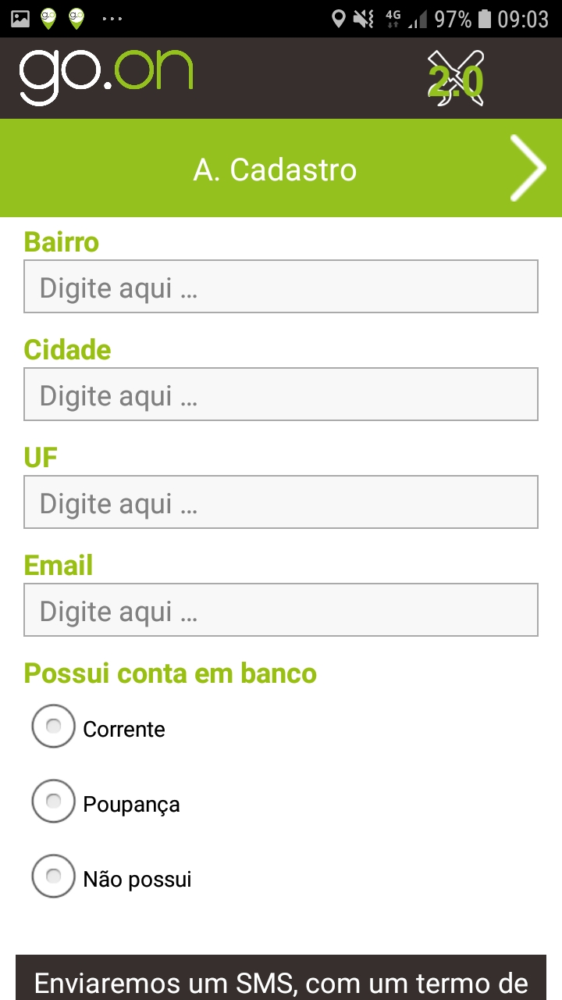 4G 97% 09:03
go.on 2.0
A. Cadastro
Bairro
Digite aqui ...
Cidade
Digite aqui ...
UF
Digite aqui ...
Email
Digite aqui ...
Possui conta em banco
Corrente
Poupança
Não possui
Enviaremos um SMS, com um termo de